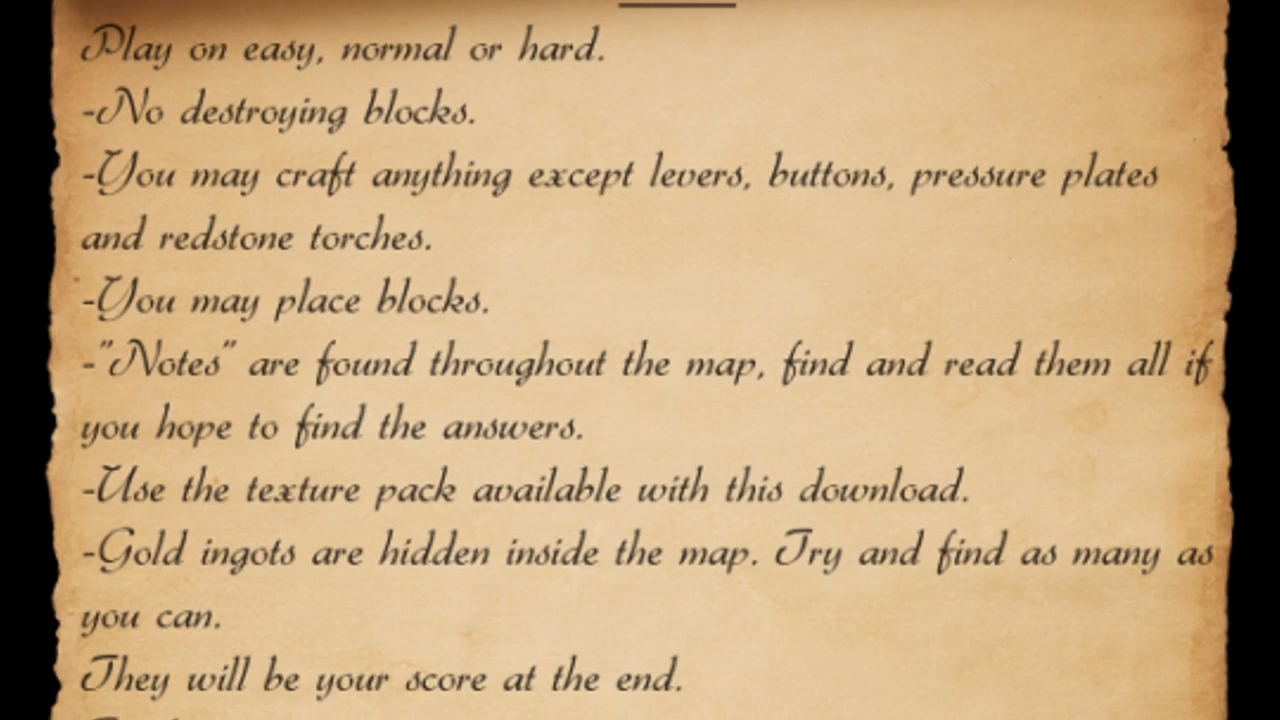 Play on easy, normal or hard.
-No destroying blocks.
-You may craft anything except levers, buttons, pressure plates
and redstone torches.
-You may place blocks.
-"Notes" are found throughout the map, find and read them all if
you hope to find the answers.
-Use the texture pack available with this download.
-Gold ingots are hidden inside the map. Try and find as many as
you can.
They will be your score at the end.